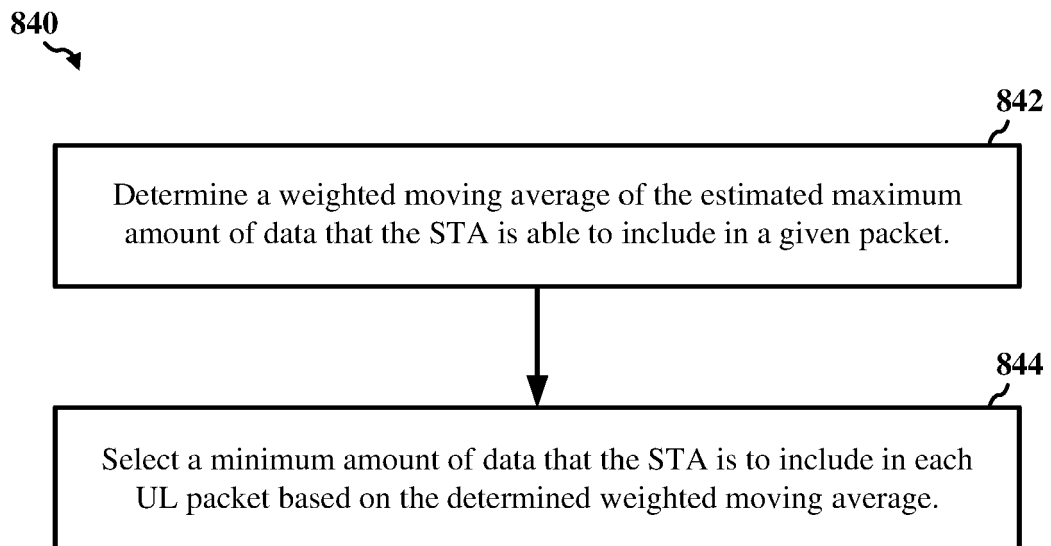 840
842
Determine a weighted moving average of the estimated maximum
amount of data that the STA is able to include in a given packet.
844
Select a minimum amount of data that the STA is to include in each
UL packet based on the determined weighted moving average.